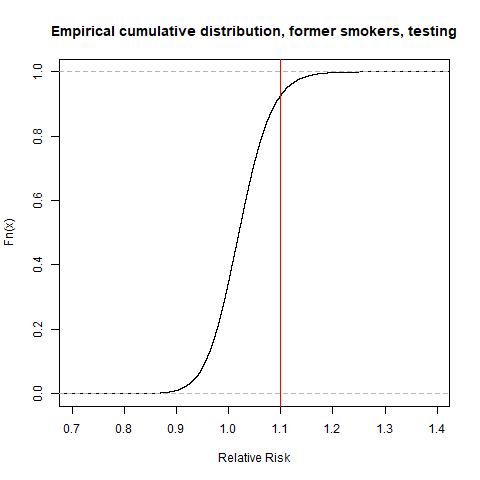 Empirical cumulative distribution, former smokers, testing
Fn(x)
1.0
0.8
0.6
0.4
0.2
0.0
0.7 0.8 0.9 1.0 1.1 1.2 1.3 1.4
Relative Risk